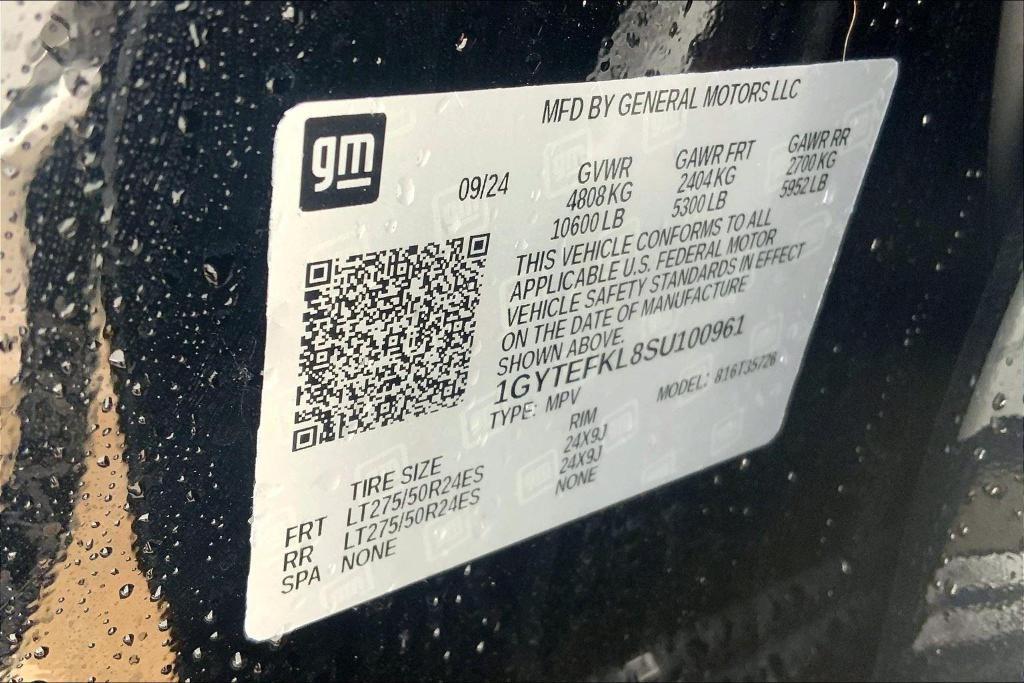 gm
MFD BY GENERAL MOTORS LLC
09/24
GVWR GAWR FRT GAWR RR
4808 KG 2404 KG 2700 KG
10600 LB 5300 LB 5952 LB
THIS VEHICLE CONFORMS TO ALL
APPLICABLE U.S. FEDERAL MOTOR
VEHICLE SAFETY STANDARDS IN EFFECT
ON THE DATE OF MANUFACTURE
SHOWN ABOVE.
1GYTEFKL8SU100961
TYPE: MPV MODEL: 816T35726
TIRE SIZE RIM
FRT LT275/50R24ES 24X9J
RR LT275/50R24ES 24X9J
SPA NONE NONE